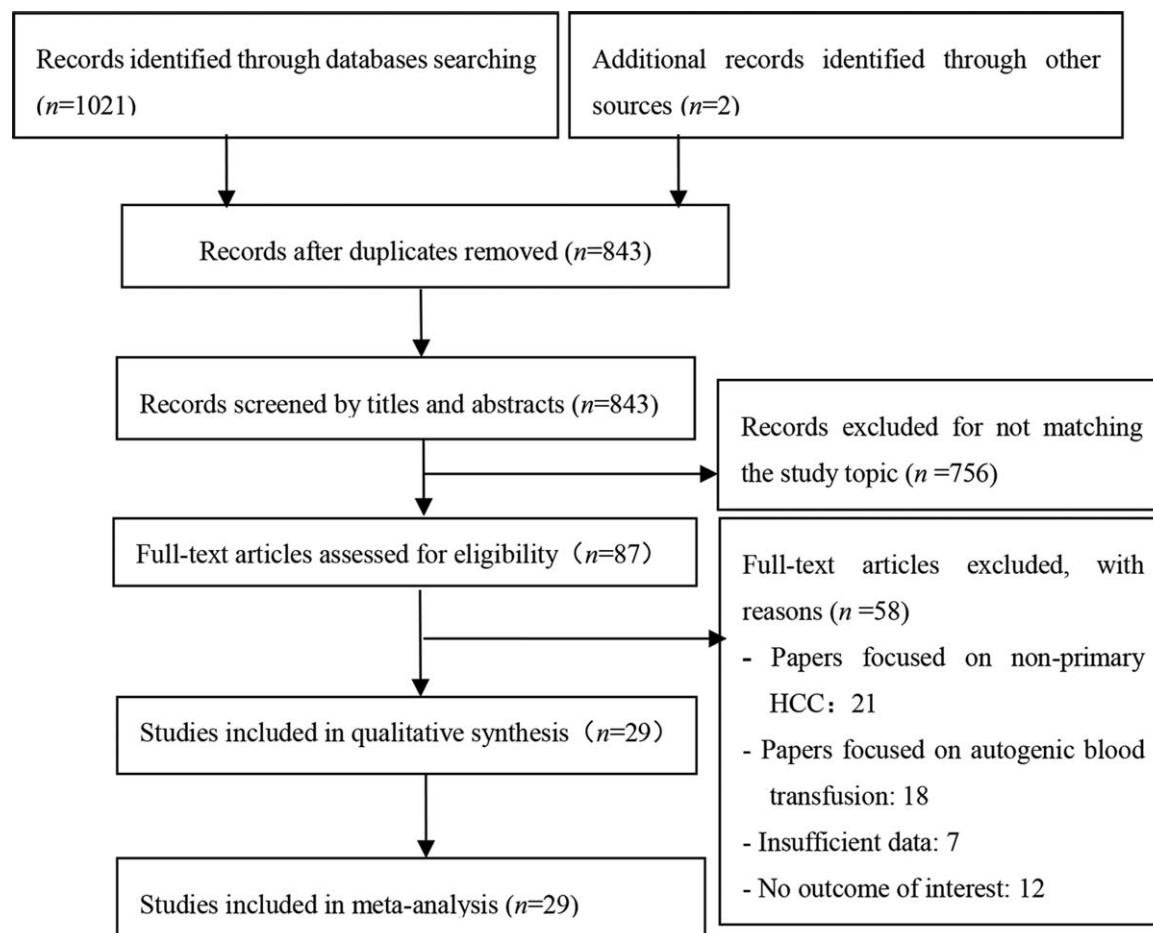 Records identified through databases searching
(n=1021)
Additional records identified through other
sources (n=2)
Records after duplicates removed (n=843)
Records screened by titles and abstracts (n=843)
Records excluded for not matching
the study topic (n =756)
Full-text articles assessed for eligibility（n=87）
Full-text articles excluded, with
reasons (n =58)
- Papers focused on non-primary
HCC：21
- Papers focused on autogenic blood
transfusion: 18
- Insufficient data: 7
- No outcome of interest: 12
Studies included in qualitative synthesis（n=29）
Studies included in meta-analysis (n=29)